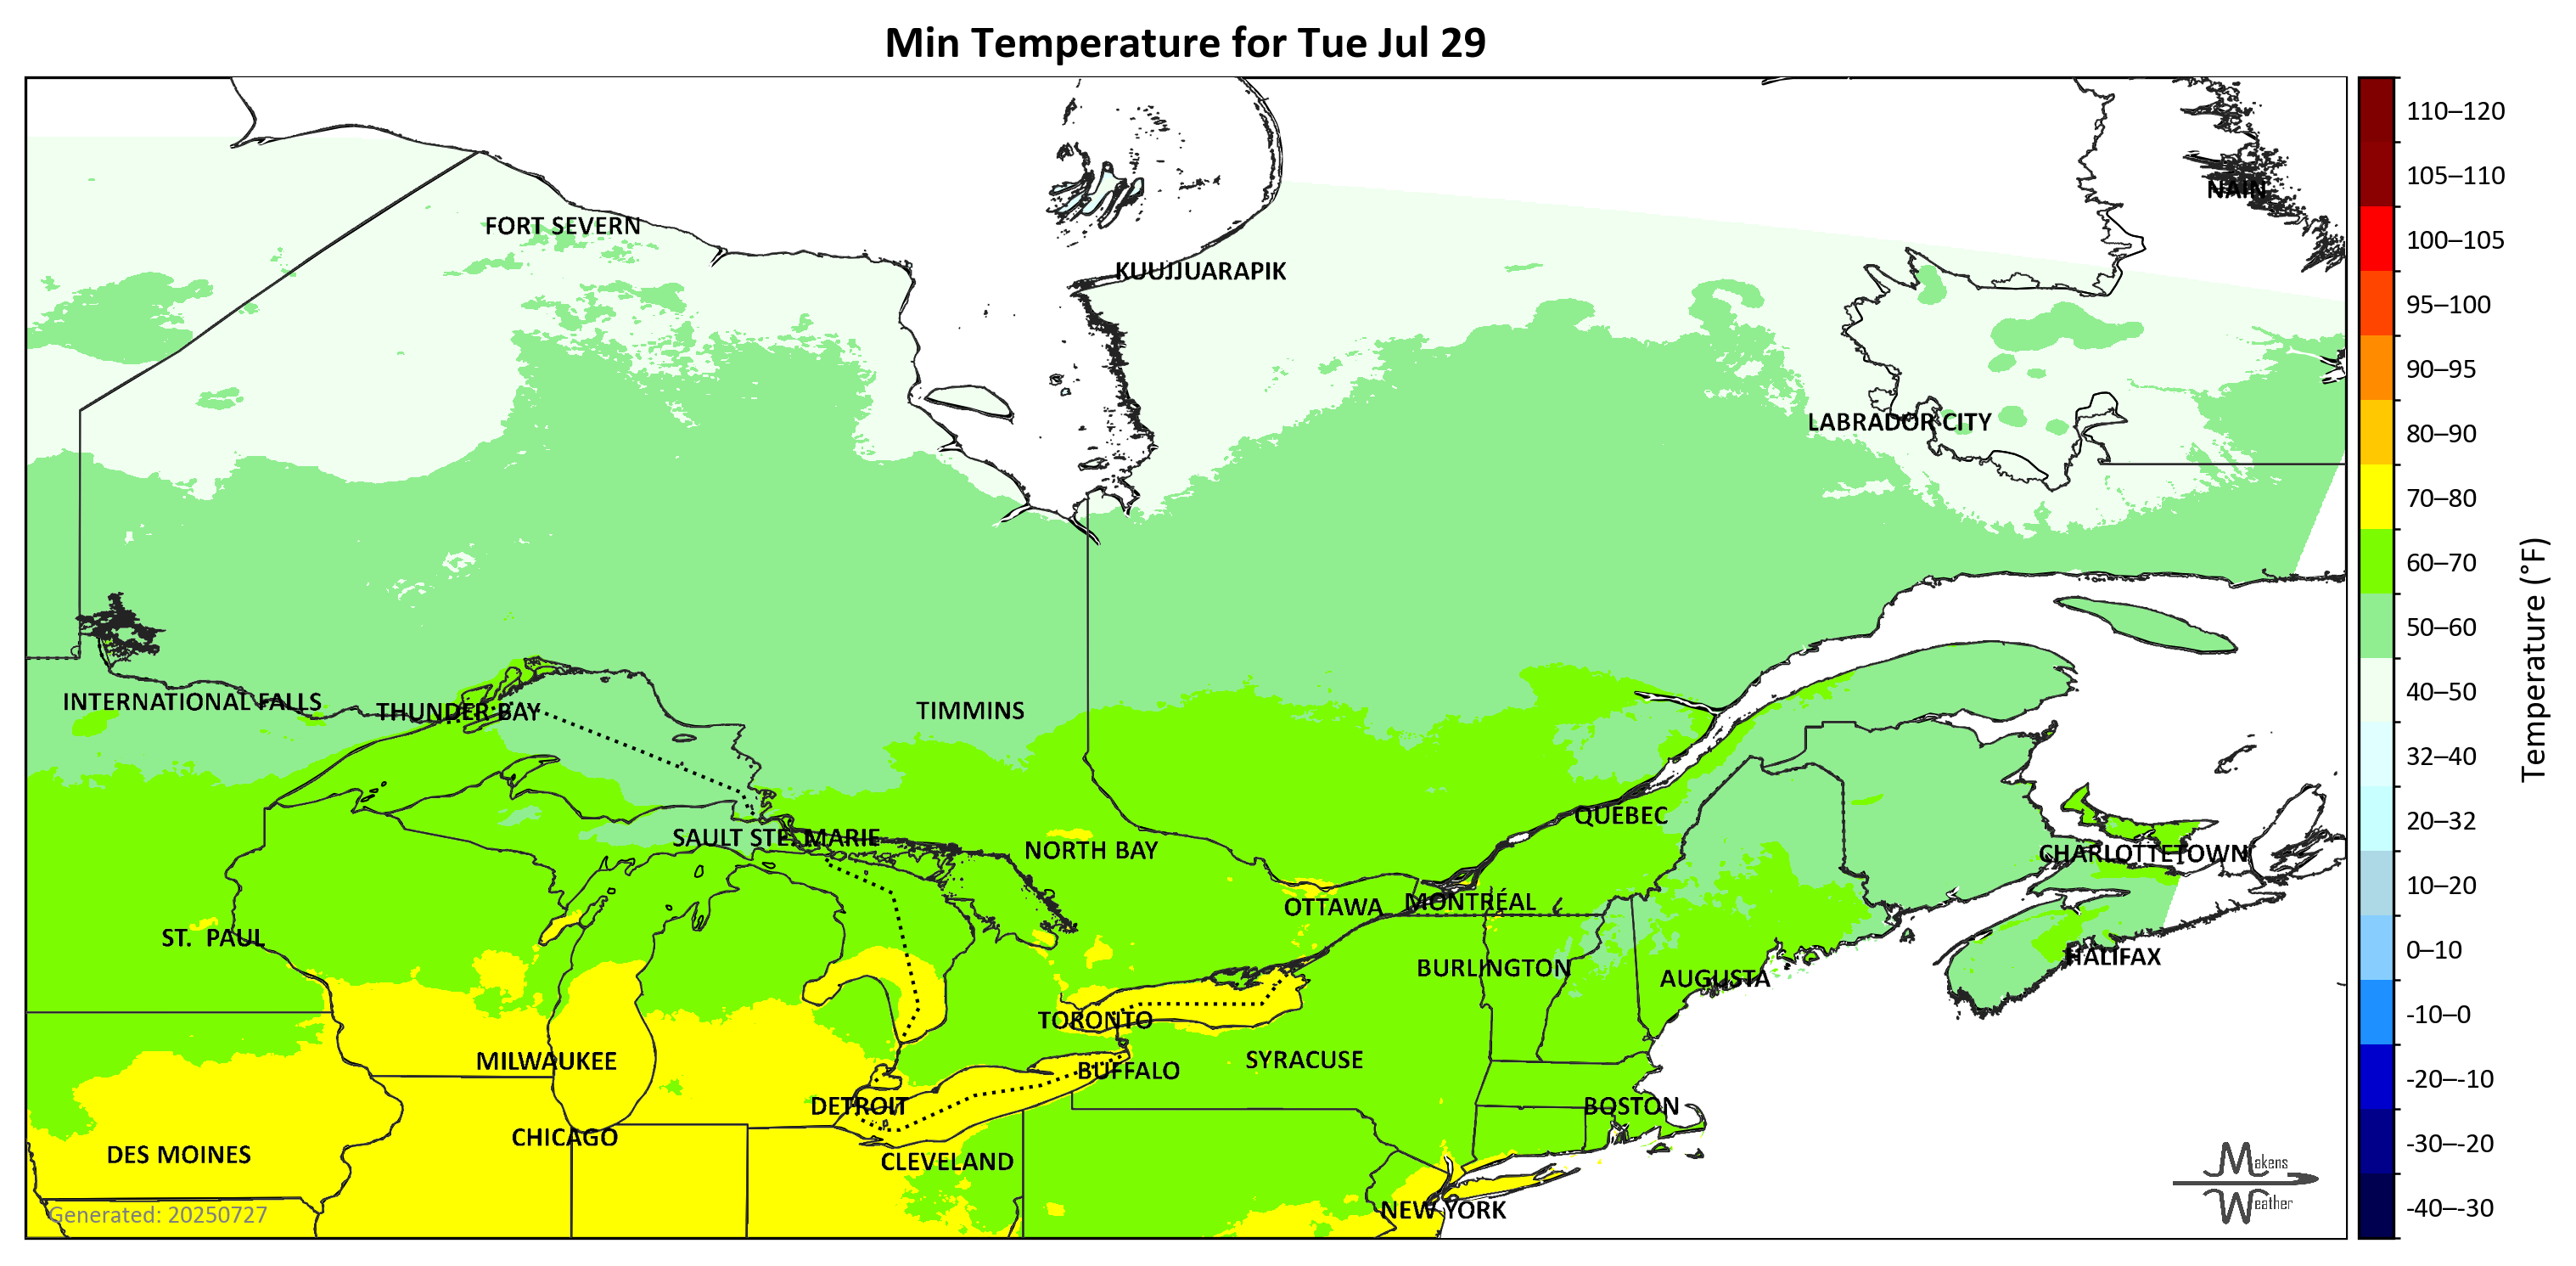 Min Temperature for Tue Jul 29
110–120
105–110
100–105
95–100
90–95
80–90
70–80
60–70
50–60
40–50
32–40
20–32
10–20
0–10
-10–0
-20–-10
-30–-20
-40–-30
Temperature (°F)
NAIN
FORT SEVERN
KUUJJUARAPIK
LABRADOR CITY
INTERNATIONAL FALLS
THUNDER BAY
TIMMINS
QUÉBEC
SAULT STE. MARIE
NORTH BAY
CHARLOTTETOWN
OTTAWA
MONTRÉAL
ST. PAUL
HALIFAX
BURLINGTON
AUGUSTA
TORONTO
MILWAUKEE
SYRACUSE
BUFFALO
DETROIT
BOSTON
CHICAGO
DES MOINES
CLEVELAND
NEW YORK
Generated: 20250727
Makens
Weather